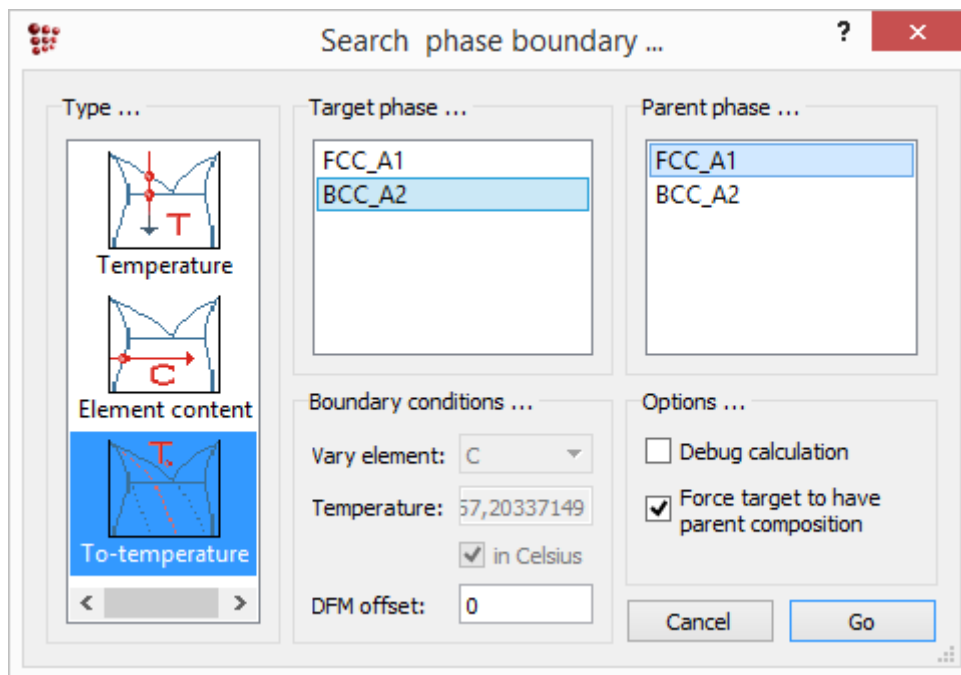 Search phase boundary ...
?
Type ...
T
Temperature
C
Element content
T.
To-temperature
Target phase ...
FCC_A1
BCC_A2
Parent phase ...
FCC_A1
BCC_A2
Boundary conditions ...
Vary element: C
Temperature: 57,20337149
in Celsius
DFM offset: 0
Options ...
Debug calculation
Force target to have
parent composition
Cancel
Go